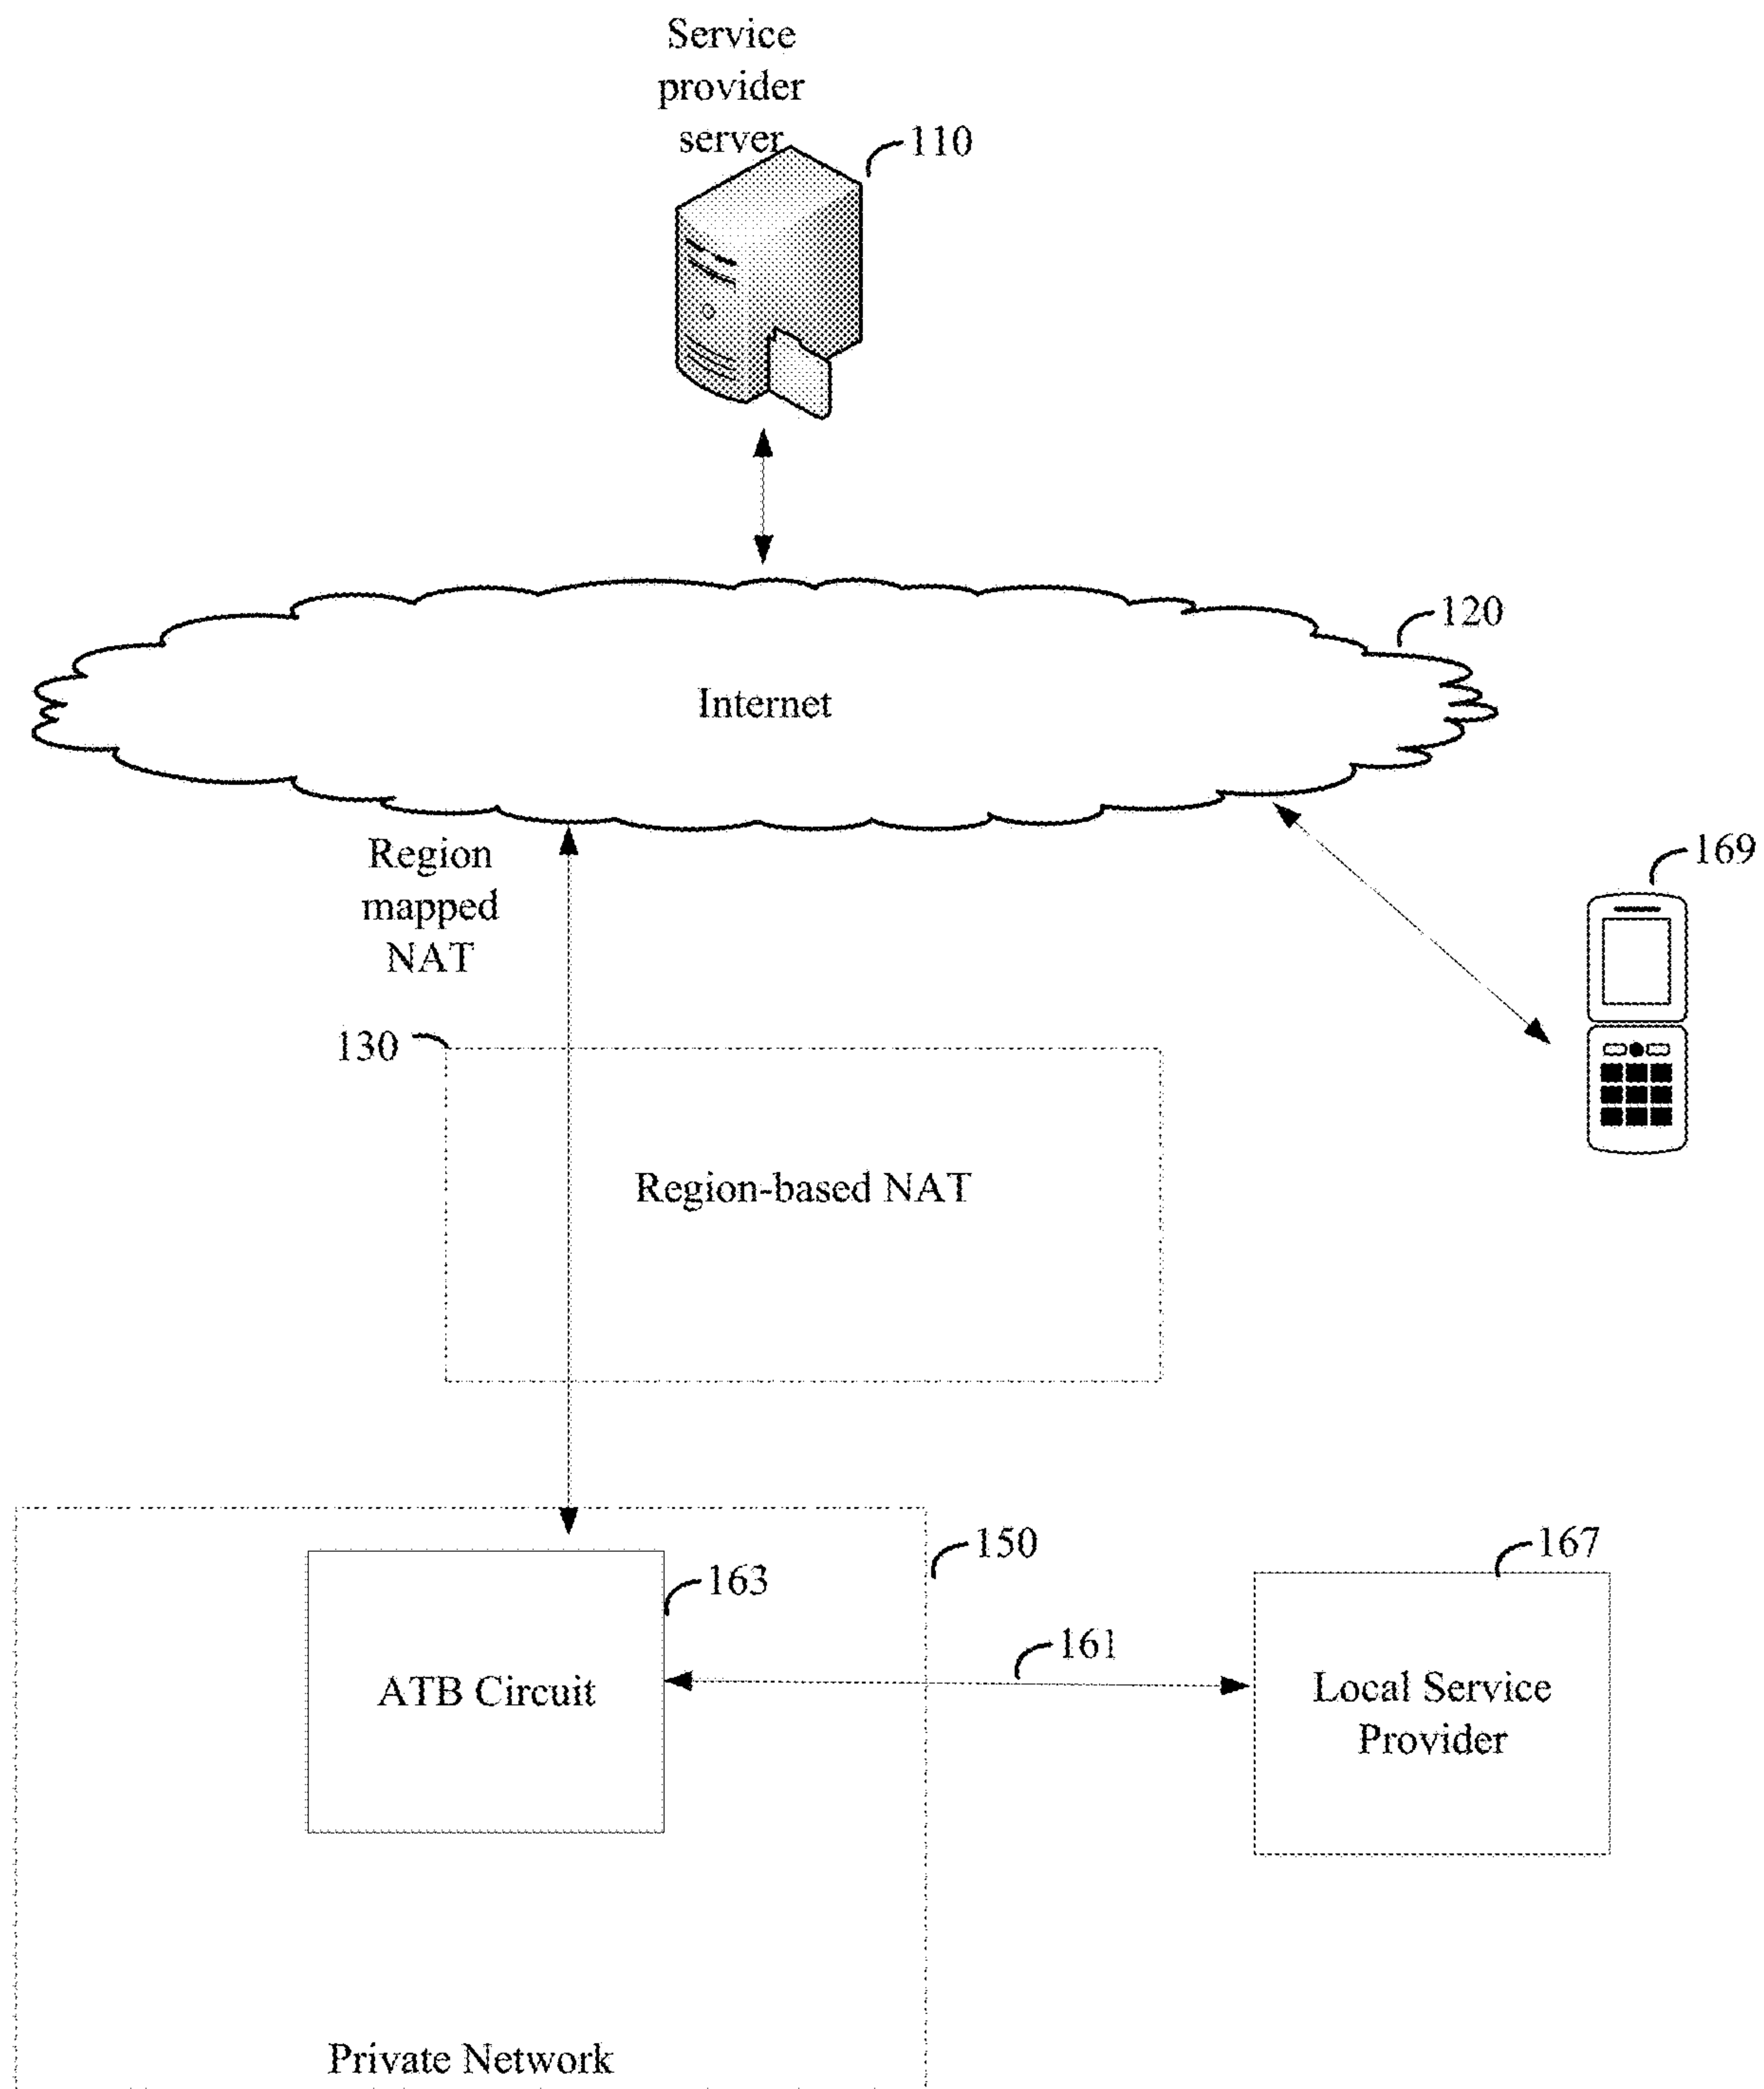 Service
provider
server
110
120
Internet
Region
mapped
NAT
169
130
Region-based NAT
150
167
163
161
ATB Circuit
Local Service
Provider
Private Network